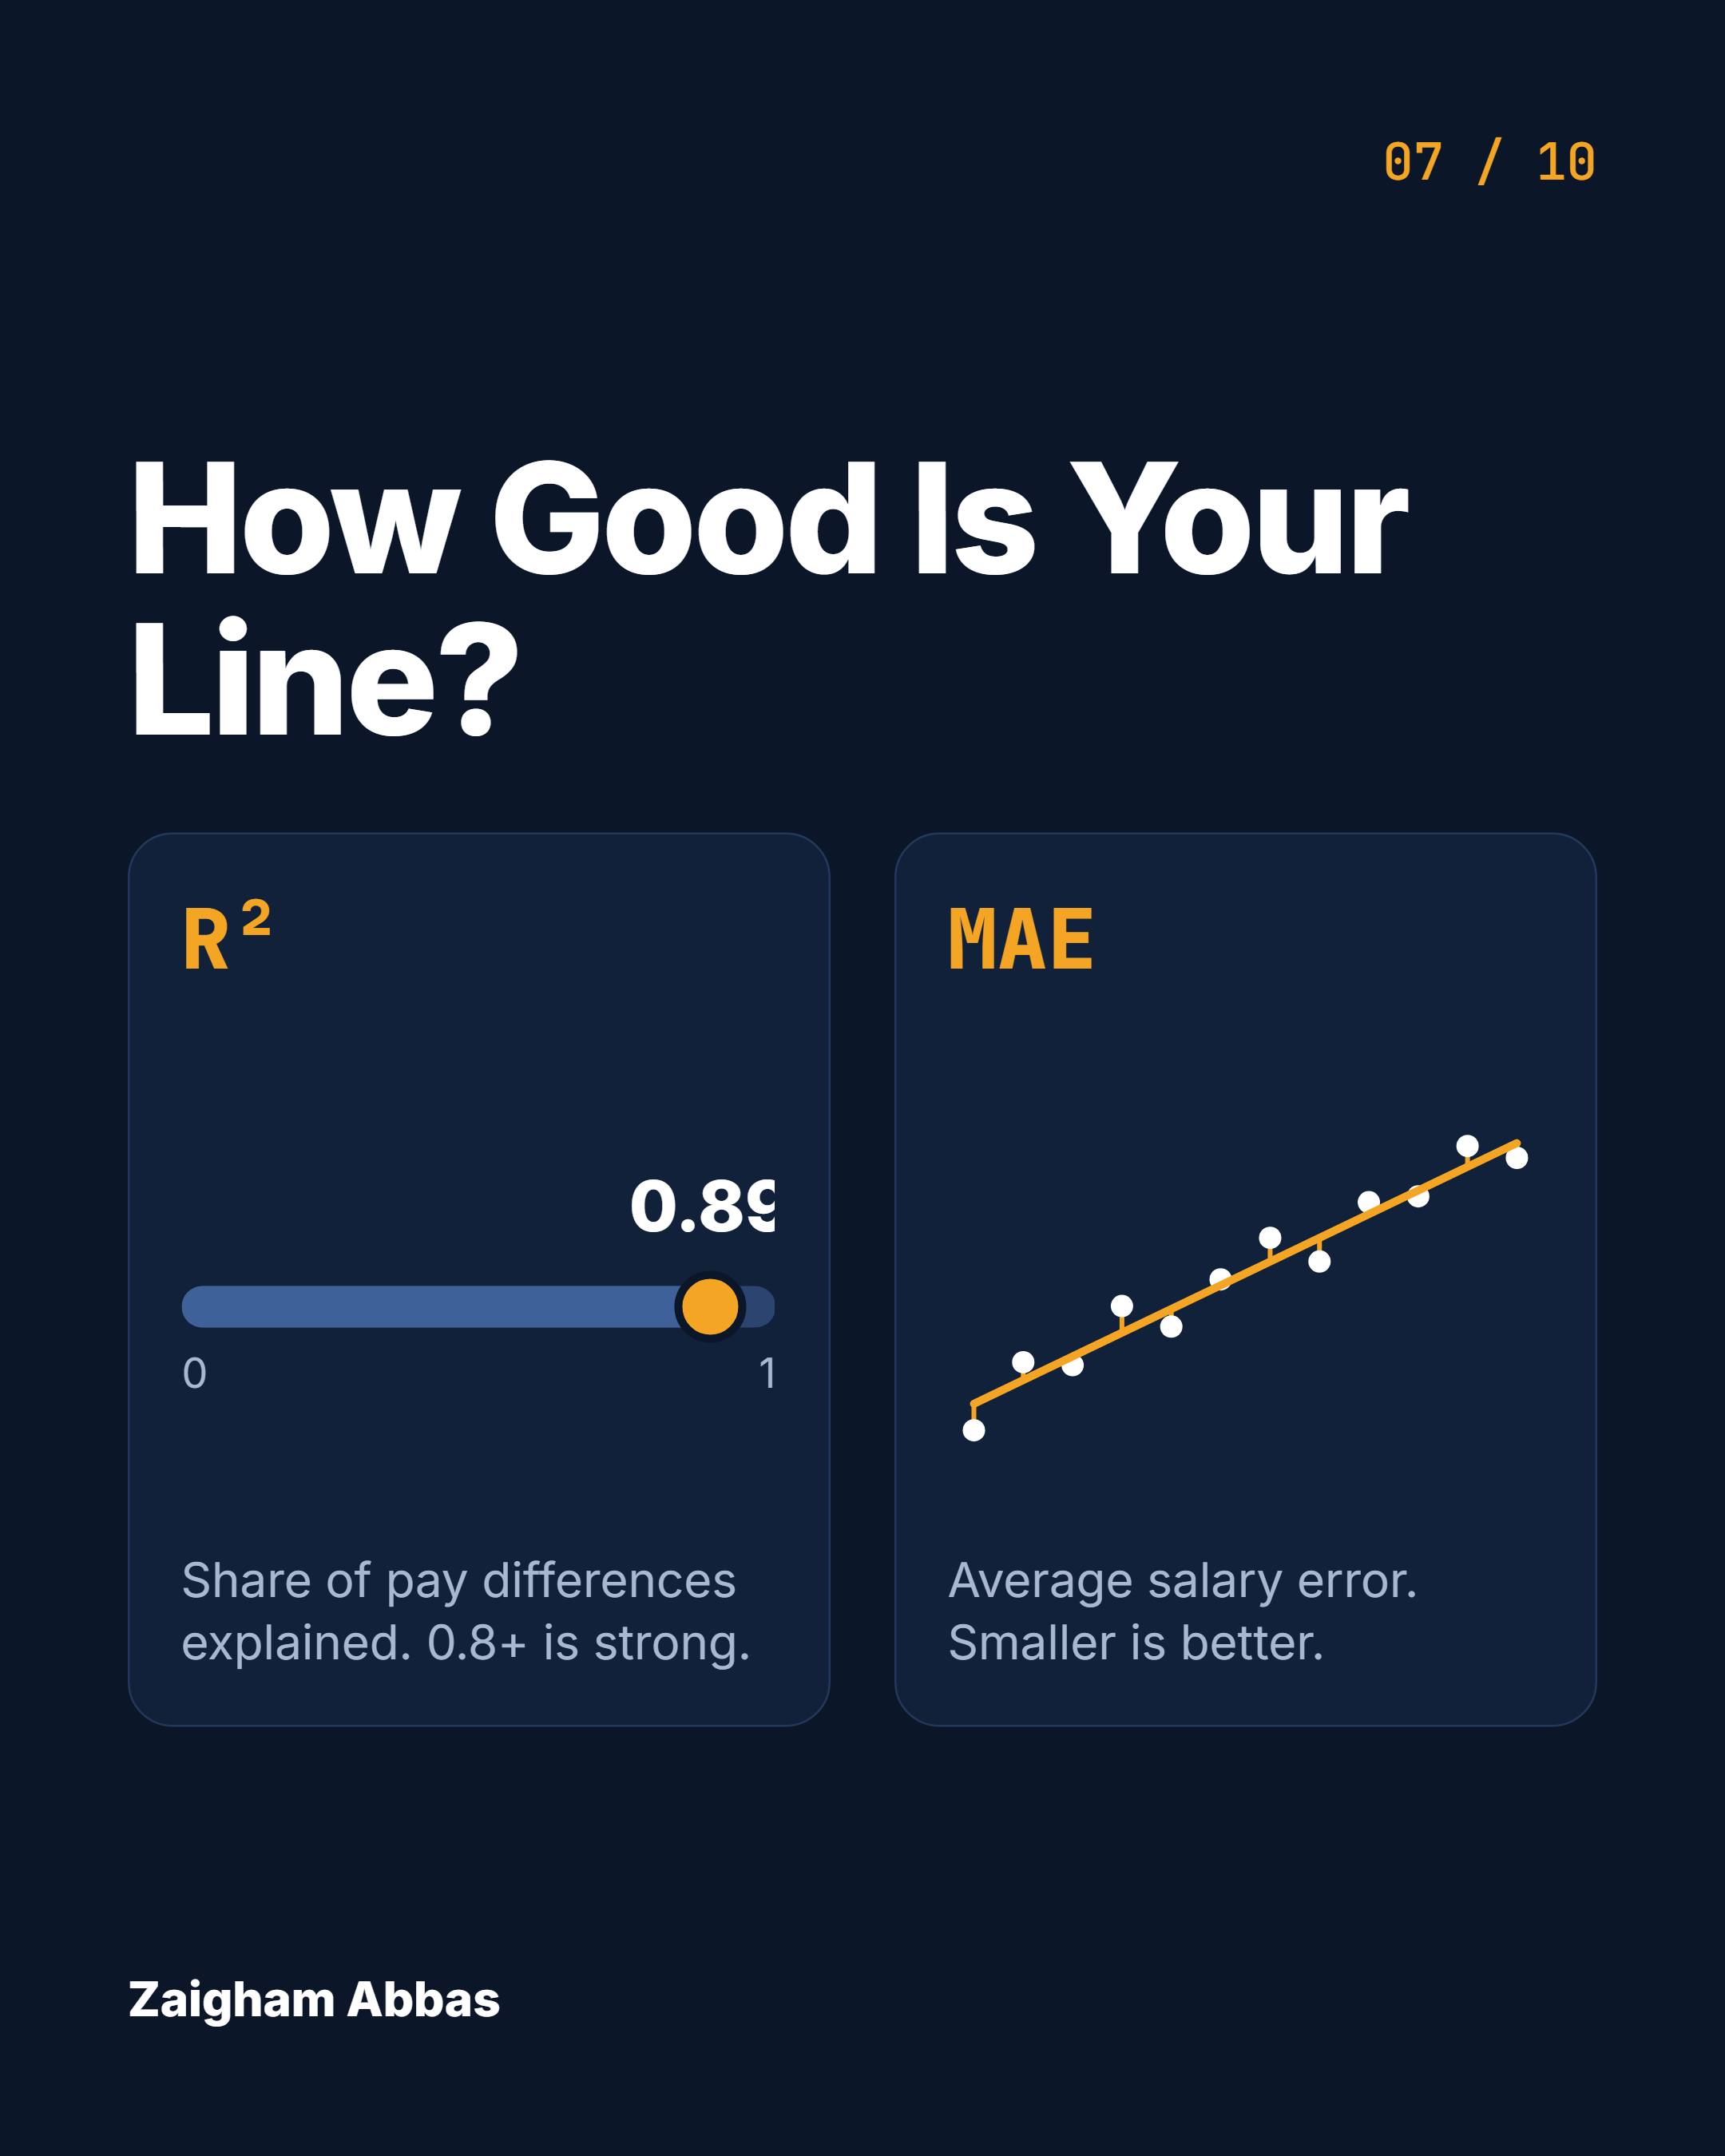 07 / 10
How Good Is Your
Line?
R²
0.89
0
1
Share of pay differences
explained. 0.8+ is strong.
MAE
Average salary error.
Smaller is better.
Zaigham Abbas